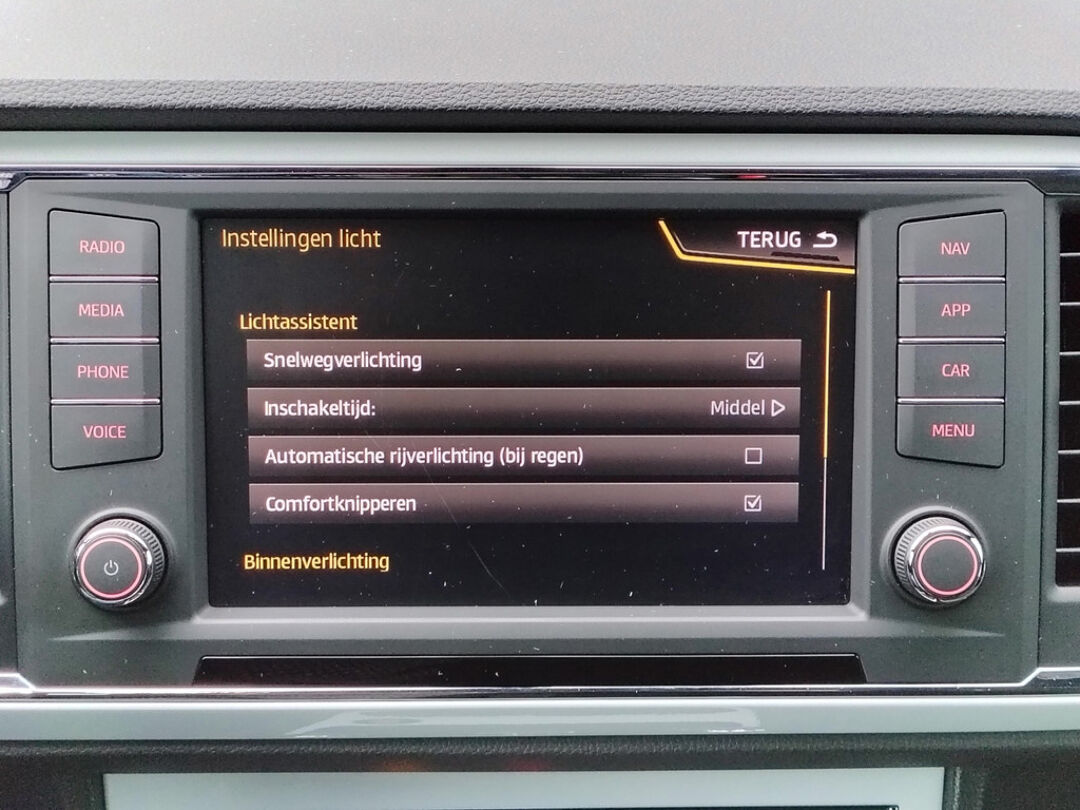 RADIO
MEDIA
PHONE
VOICE
Instellingen licht
TERUG
Lichtassistent
Snelwegverlichting
Inschakeltijd: Middel
Automatische rijverlichting (bij regen)
Comfortknipperen
Binnenverlichting
NAV
APP
CAR
MENU